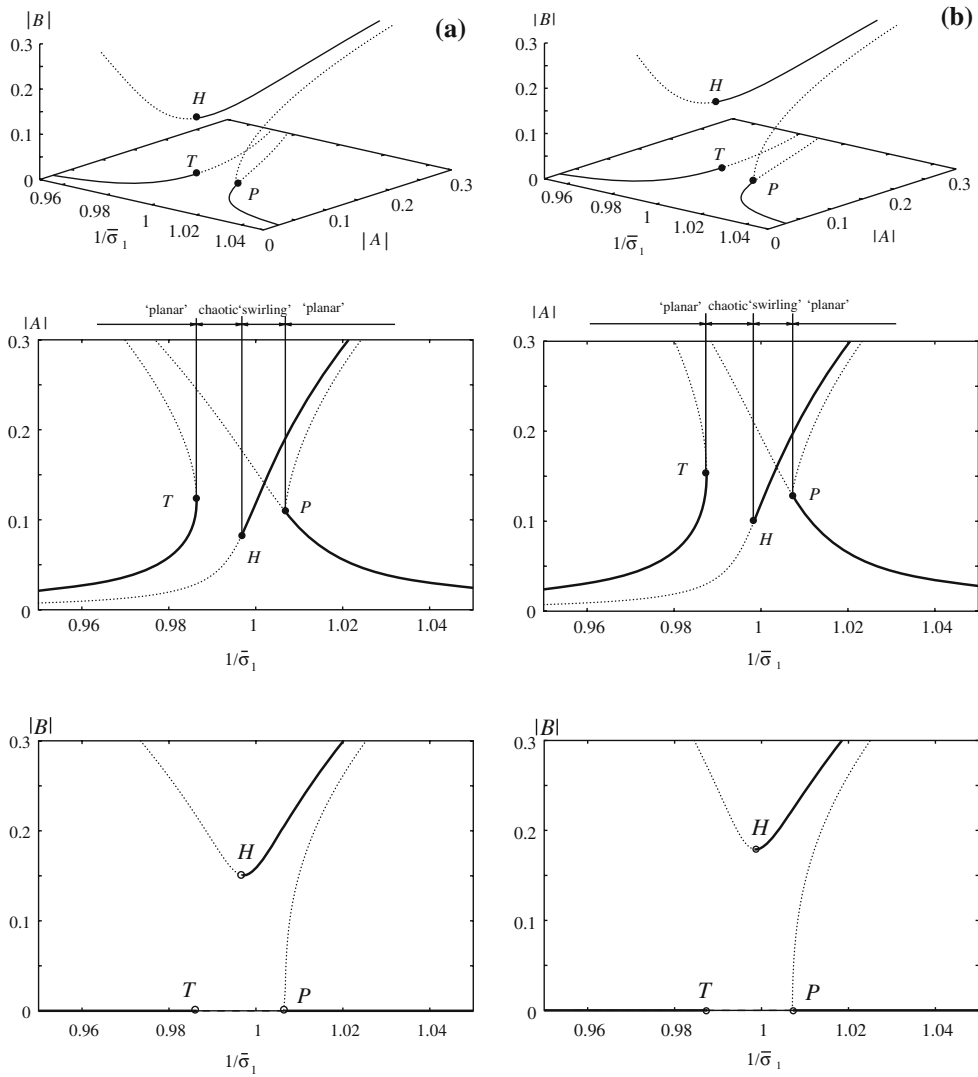 (a)
|B|
0.3
0.2
0.1
0
H
T
P
0.96
0.98
1
1.02
1.04
1/σ̄₁
0
0.1
0.2
0.3
|A|
(b)
|B|
0.3
0.2
0.1
0
H
T
P
0.96
0.98
1
1.02
1.04
1/σ̄₁
0
0.1
0.2
0.3
|A|
'planar' chaotic 'swirling' 'planar'
|A|
0.3
0.2
0.1
0
T
H
P
0.96 0.98 1 1.02 1.04
1/σ̄₁
'planar' chaotic 'swirling' 'planar'
|A|
0.3
0.2
0.1
0
T
H
P
0.96 0.98 1 1.02 1.04
1/σ̄₁
|B|
0.3
0.2
0.1
0
H
T
P
0.96 0.98 1 1.02 1.04
1/σ̄₁
|B|
0.3
0.2
0.1
0
H
T
P
0.96 0.98 1 1.02 1.04
1/σ̄₁